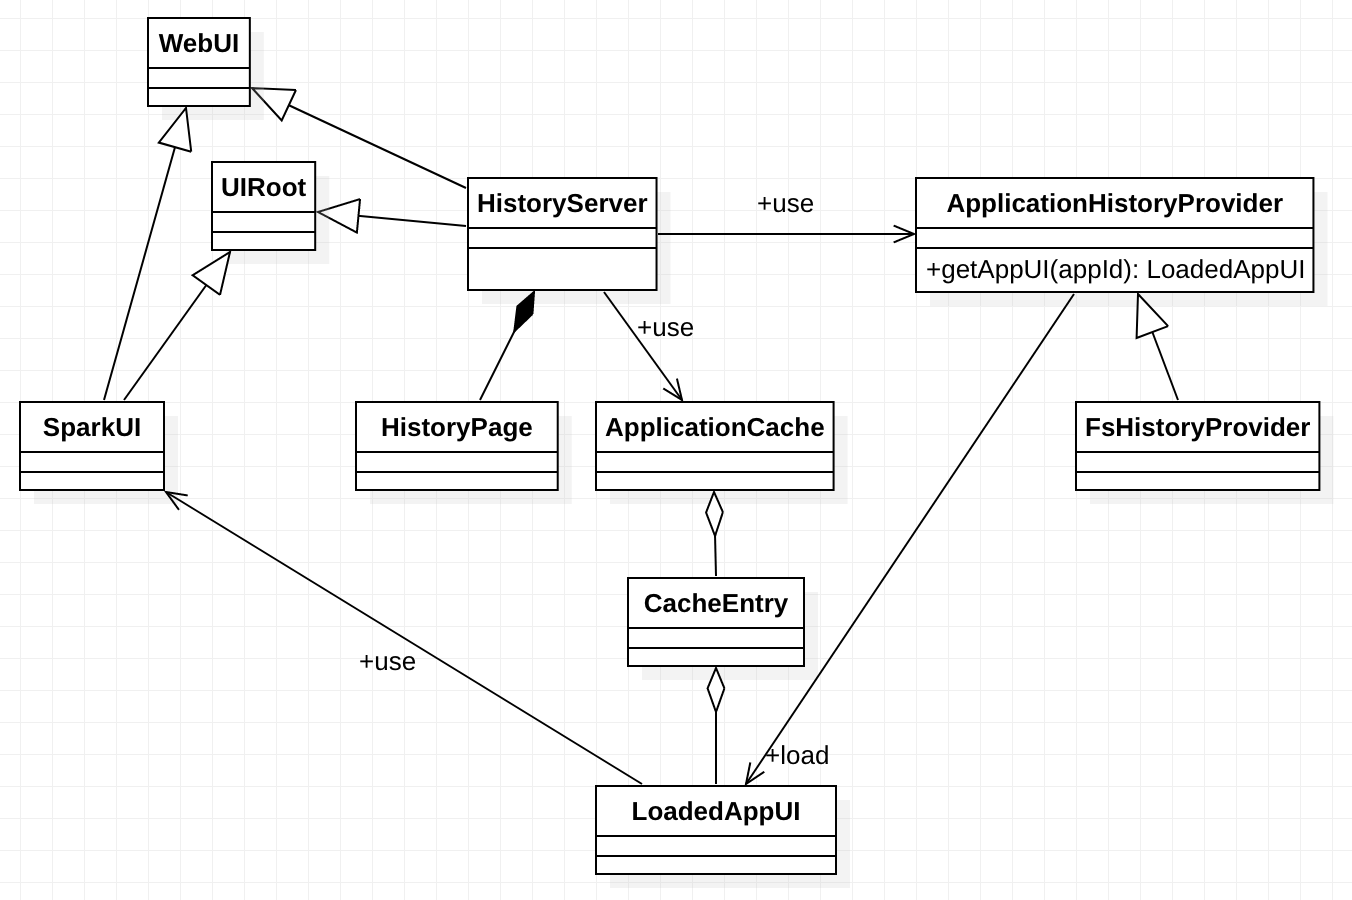 WebUI
UIRoot
HistoryServer
+use
ApplicationHistoryProvider
+getAppUI(appId): LoadedAppUI
+use
SparkUI
HistoryPage
ApplicationCache
FsHistoryProvider
CacheEntry
+use
+load
LoadedAppUI